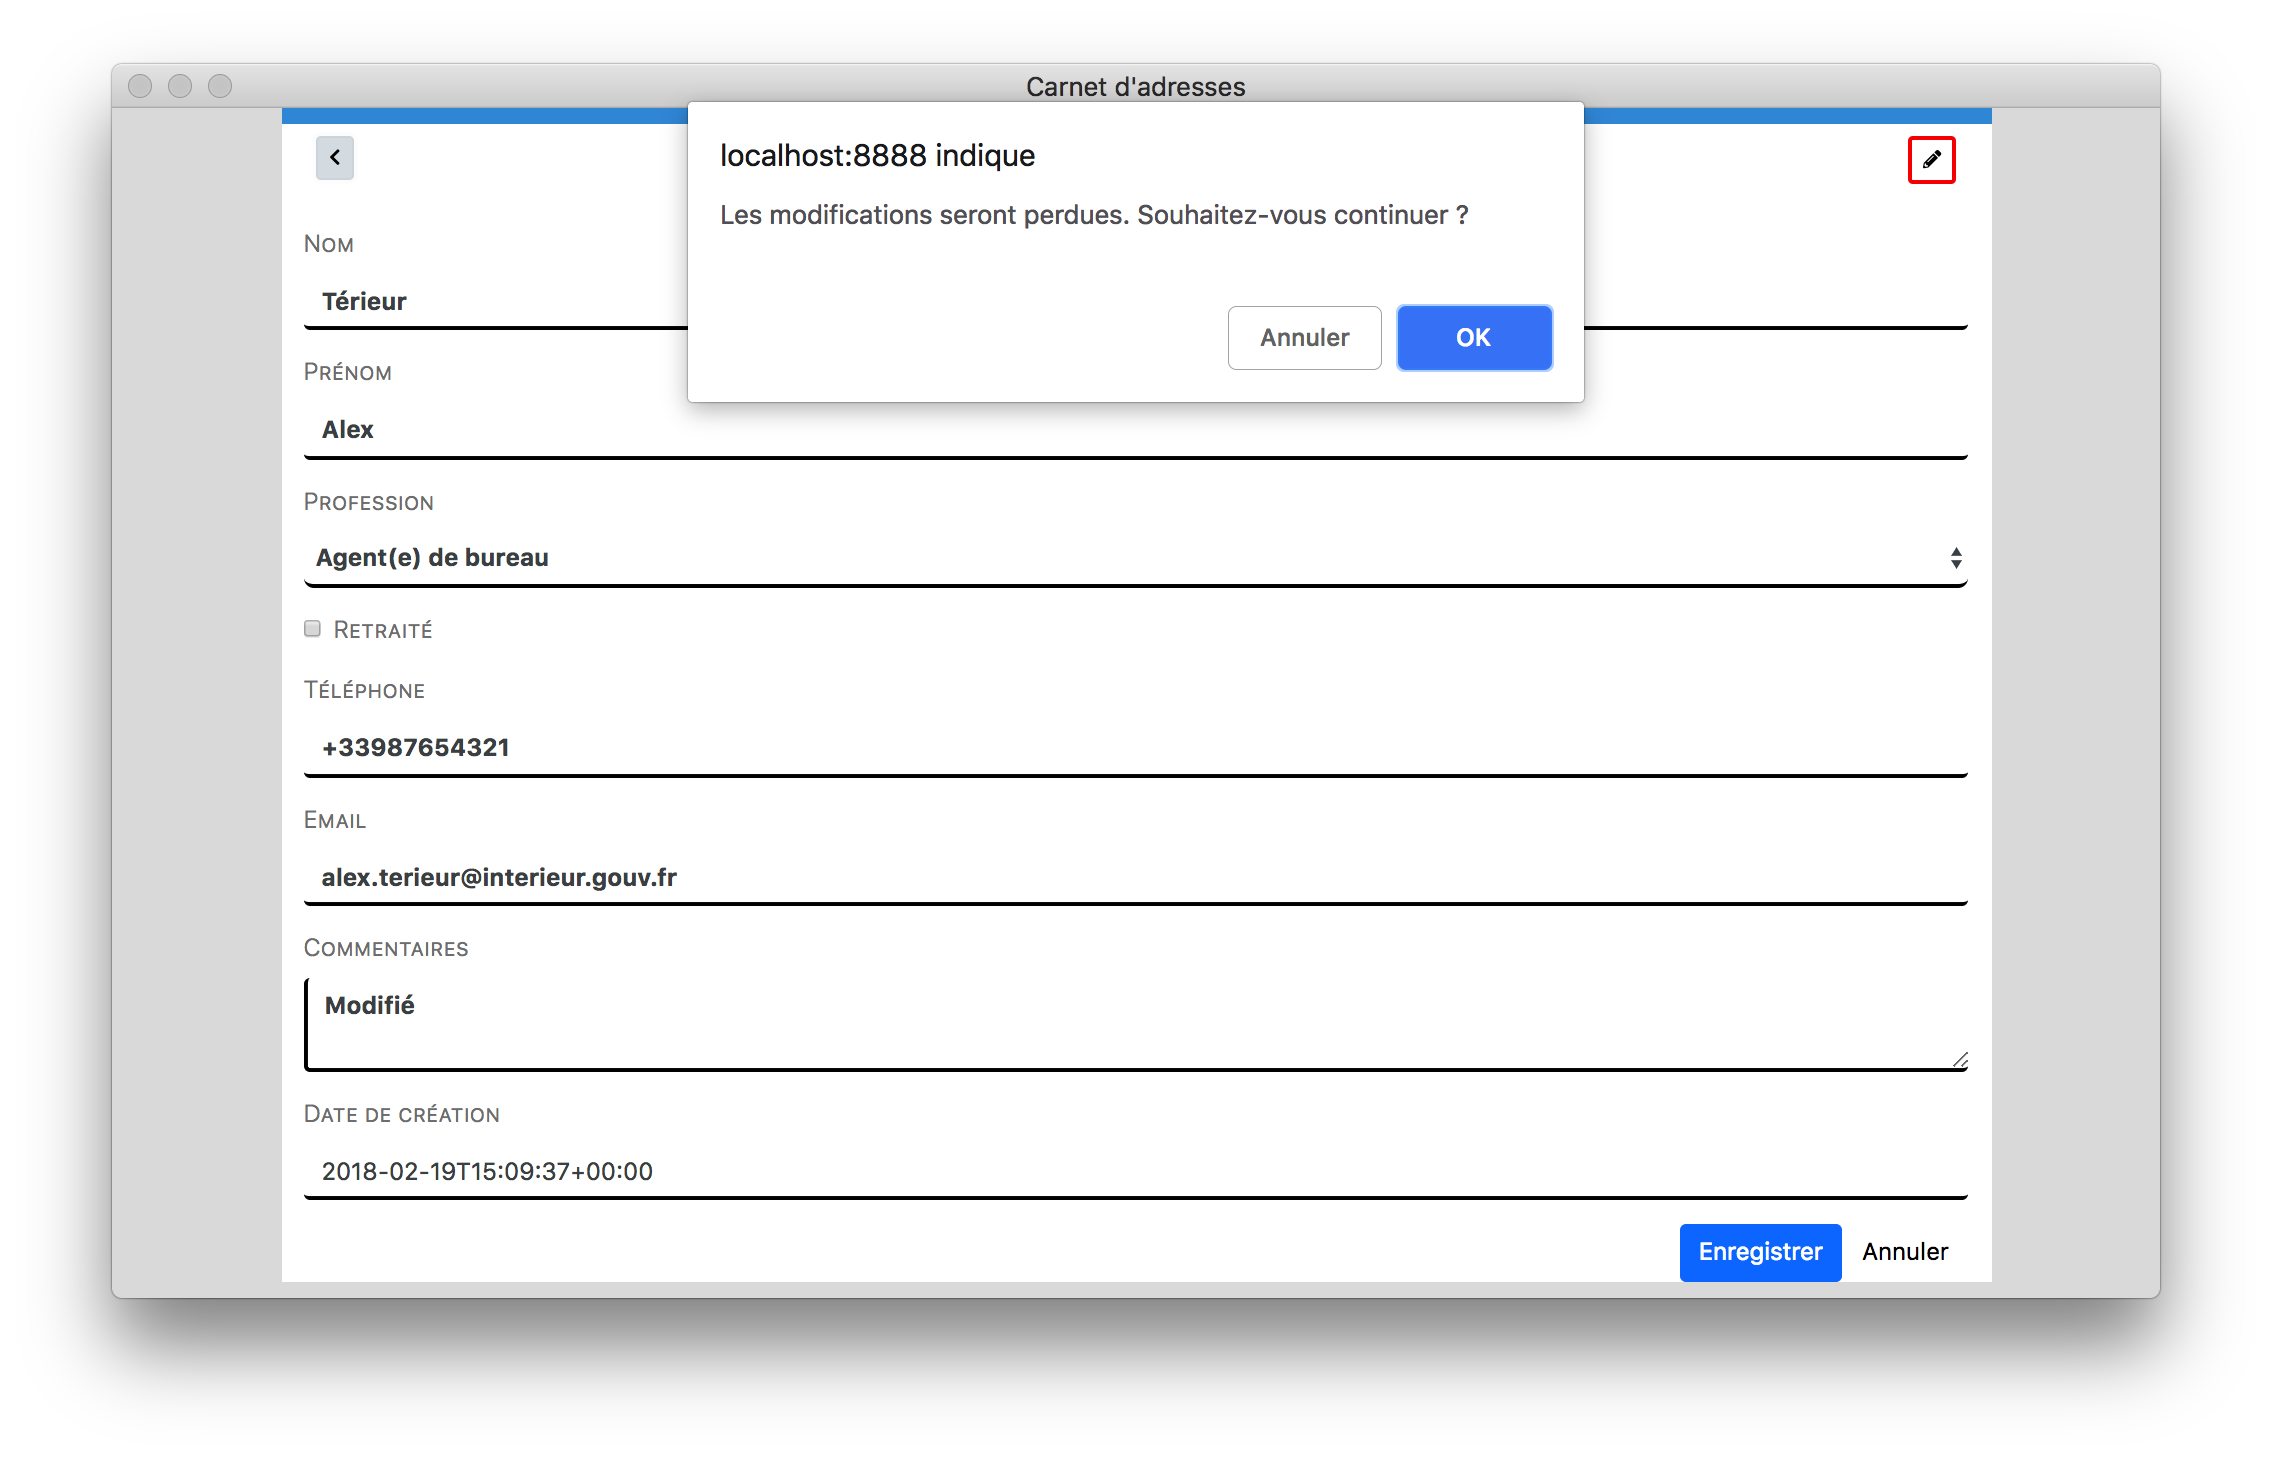 Carnet d'adresses
localhost:8888 indique
Les modifications seront perdues. Souhaitez-vous continuer ?
Annuler
OK
Nom
Térieur
Prénom
Alex
Profession
Agent(e) de bureau
Retraité
Téléphone
+33987654321
Email
alex.terieur@interieur.gouv.fr
Commentaires
Modifié
Date de création
2018-02-19T15:09:37+00:00
Enregistrer
Annuler